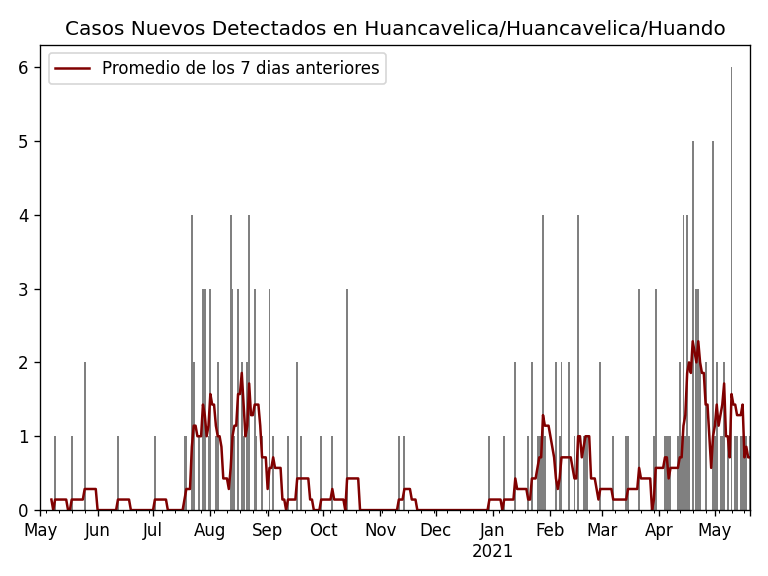 Casos Nuevos Detectados en Huancavelica/Huancavelica/Huando
Promedio de los 7 dias anteriores
6
5
4
3
2
1
0
May Jun Jul Aug Sep Oct Nov Dec Jan Feb Mar Apr May
2021